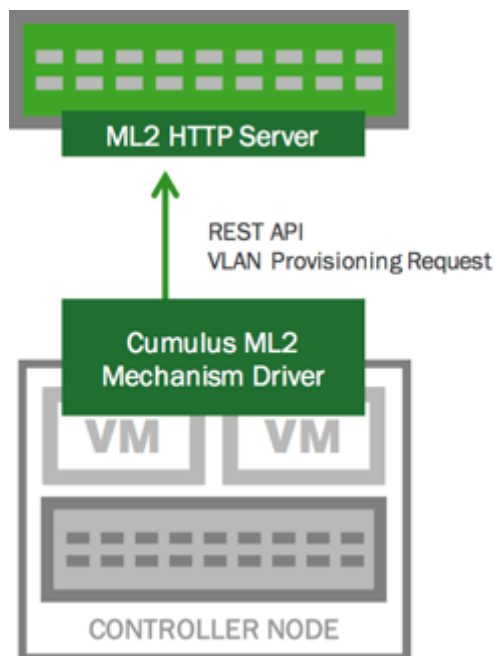 ML2 HTTP Server
REST API
VLAN Provisioning Request
Cumulus ML2
Mechanism Driver
VM VM
CONTROLLER NODE